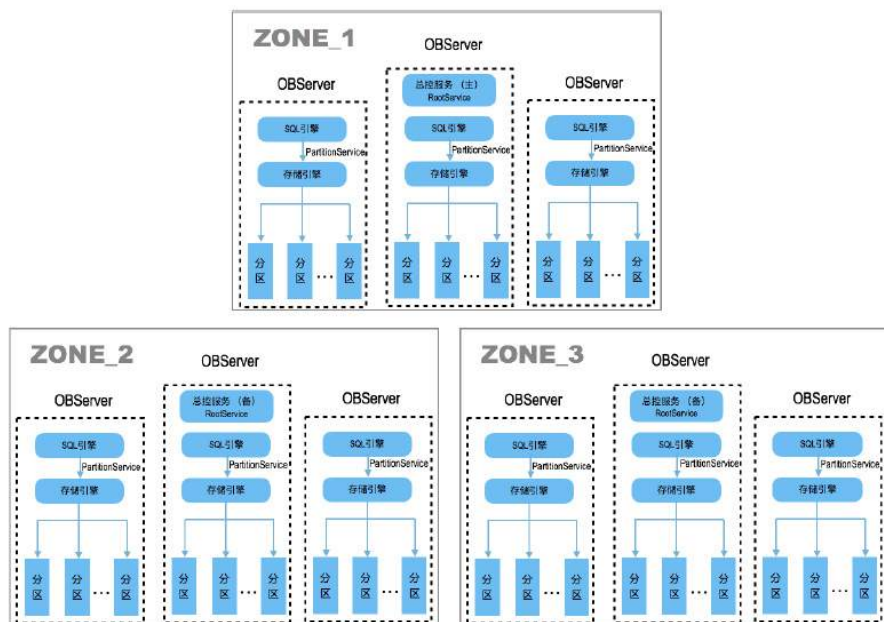 ZONE_1
OBServer
OBServer
OBServer
总控服务 （主）
RootService
SQL引擎
SQL引擎
SQL引擎
PartitionService
PartitionService
PartitionService
存储引擎
存储引擎
存储引擎
分区
分区
...
分区
分区
分区
...
分区
分区
分区
...
分区
ZONE_2
OBServer
OBServer
OBServer
总控服务 （备）
RootService
SQL引擎
SQL引擎
SQL引擎
PartitionService
PartitionService
PartitionService
存储引擎
存储引擎
存储引擎
分区
分区
...
分区
分区
分区
...
分区
分区
分区
...
分区
ZONE_3
OBServer
OBServer
OBServer
总控服务 （备）
RootService
SQL引擎
SQL引擎
SQL引擎
PartitionService
PartitionService
PartitionService
存储引擎
存储引擎
存储引擎
分区
分区
...
分区
分区
分区
...
分区
分区
分区
...
分区